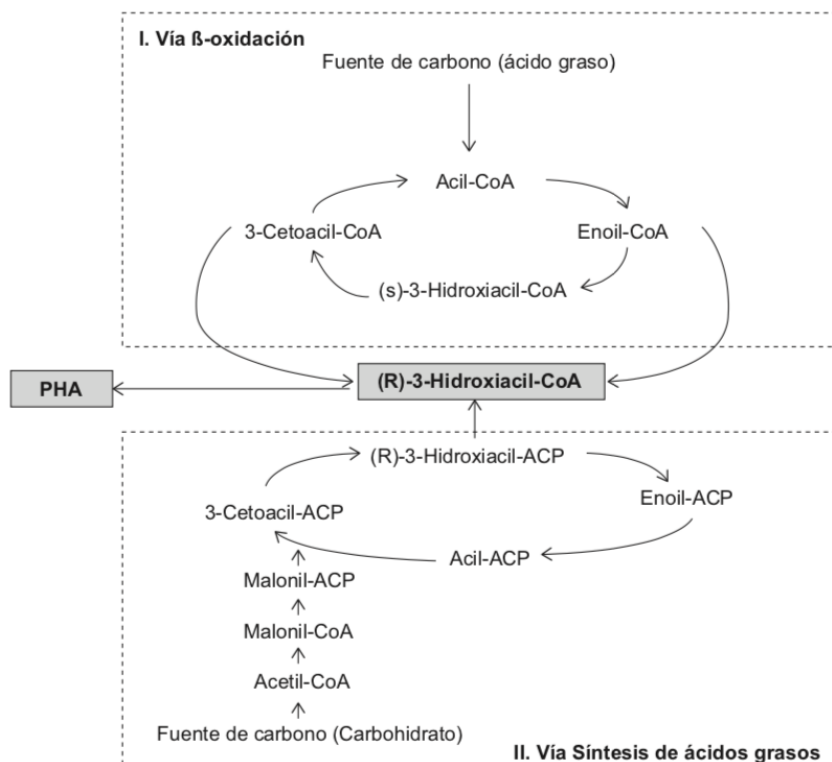 I. Vía ß-oxidación
Fuente de carbono (ácido graso)
Acil-CoA
3-Cetoacil-CoA
Enoil-CoA
(s)-3-Hidroxiacil-CoA
PHA
(R)-3-Hidroxiacil-CoA
(R)-3-Hidroxiacil-ACP
Enoil-ACP
3-Cetoacil-ACP
Acil-ACP
Malonil-ACP
Malonil-CoA
Acetil-CoA
Fuente de carbono (Carbohidrato)
II. Vía Síntesis de ácidos grasos